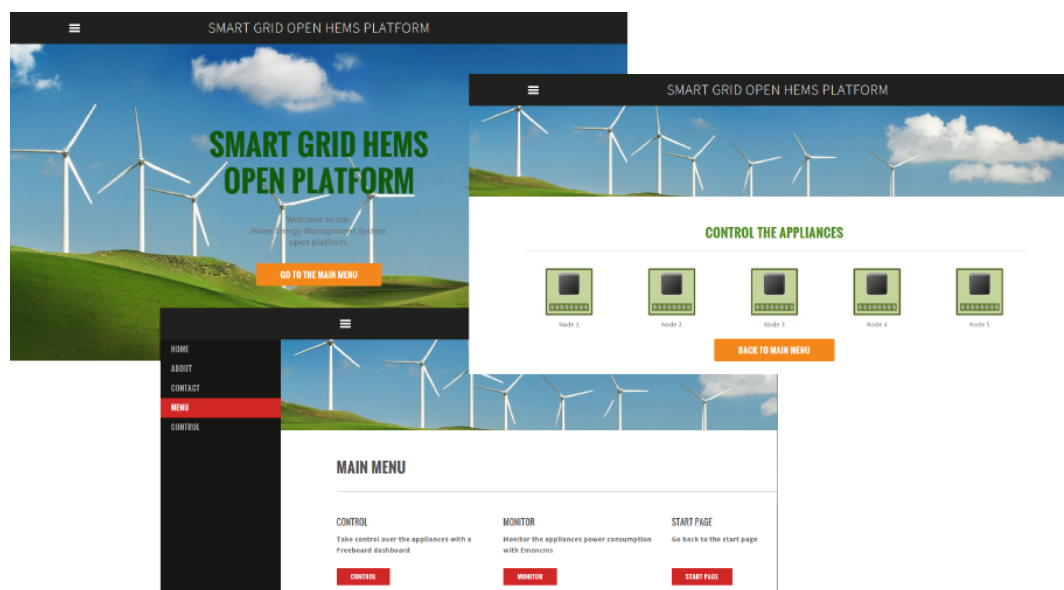 SMART GRID OPEN HEMS PLATFORM
SMART GRID HEMS
OPEN PLATFORM
Welcome to our
Home Energy Management System
open platform.
GO TO THE MAIN MENU
SMART GRID OPEN HEMS PLATFORM
CONTROL THE APPLIANCES
Node 1
Node 2
Node 3
Node 4
Node 5
BACK TO MAIN MENU
HOME
ABOUT
CONTACT
MENU
CONTROL
MAIN MENU
CONTROL
Take control over the appliances with a
Freeboard dashboard
CONTROL
MONITOR
Monitor the appliances power consumption
with Emoncms
MONITOR
START PAGE
Go back to the start page
START PAGE